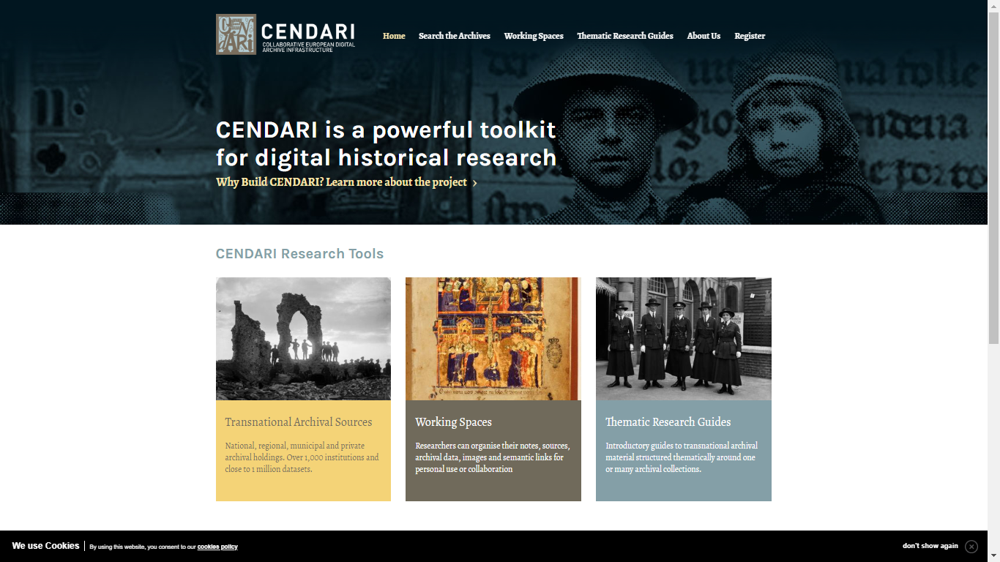 CENDARI
COLLABORATIVE EUROPEAN DIGITAL
ARCHIVE INFRASTRUCTURE
Home Search the Archives Working Spaces Thematic Research Guides About Us Register
CENDARI is a powerful toolkit
for digital historical research
Why Build CENDARI? Learn more about the project ›
CENDARI Research Tools
Transnational Archival Sources
National, regional, municipal and private
archival holdings. Over 1,000 institutions and
close to 1 million datasets.
Working Spaces
Researchers can organise their notes, sources,
archival data, images and semantic links for
personal use or collaboration
Thematic Research Guides
Introductory guides to transnational archival
material structured thematically around one
or many archival collections.
We use Cookies By using this website, you consent to our cookies policy
don't show again